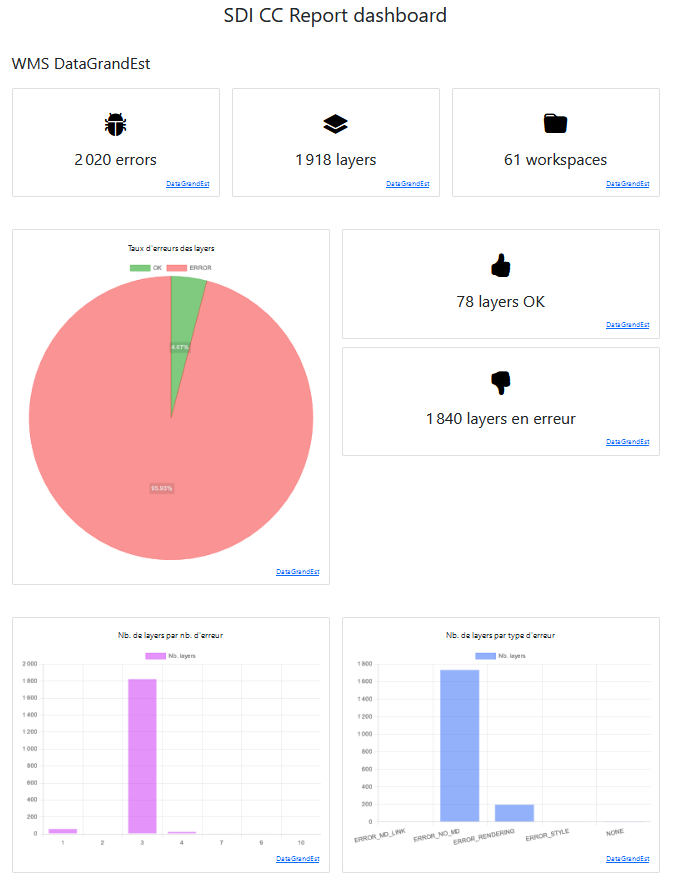 SDI CC Report dashboard
WMS DataGrandEst
2 020 errors
DataGrandEst
1 918 layers
DataGrandEst
61 workspaces
DataGrandEst
Taux d'erreurs des layers
OK ERROR
4.07%
95.93%
DataGrandEst
78 layers OK
DataGrandEst
1 840 layers en erreur
DataGrandEst
Nb. de layers par nb. d'erreur
Nb. layers
2 000
1 800
1 600
1 400
1 200
1 000
800
600
400
200
0
1 2 3 4 7 9 10
DataGrandEst
Nb. de layers par type d'erreur
Nb. layers
1 800
1 600
1 400
1 200
1 000
800
600
400
200
0
ERROR_MD_LINK ERROR_NO_MD ERROR_RENDERING ERROR_STYLE NONE
DataGrandEst